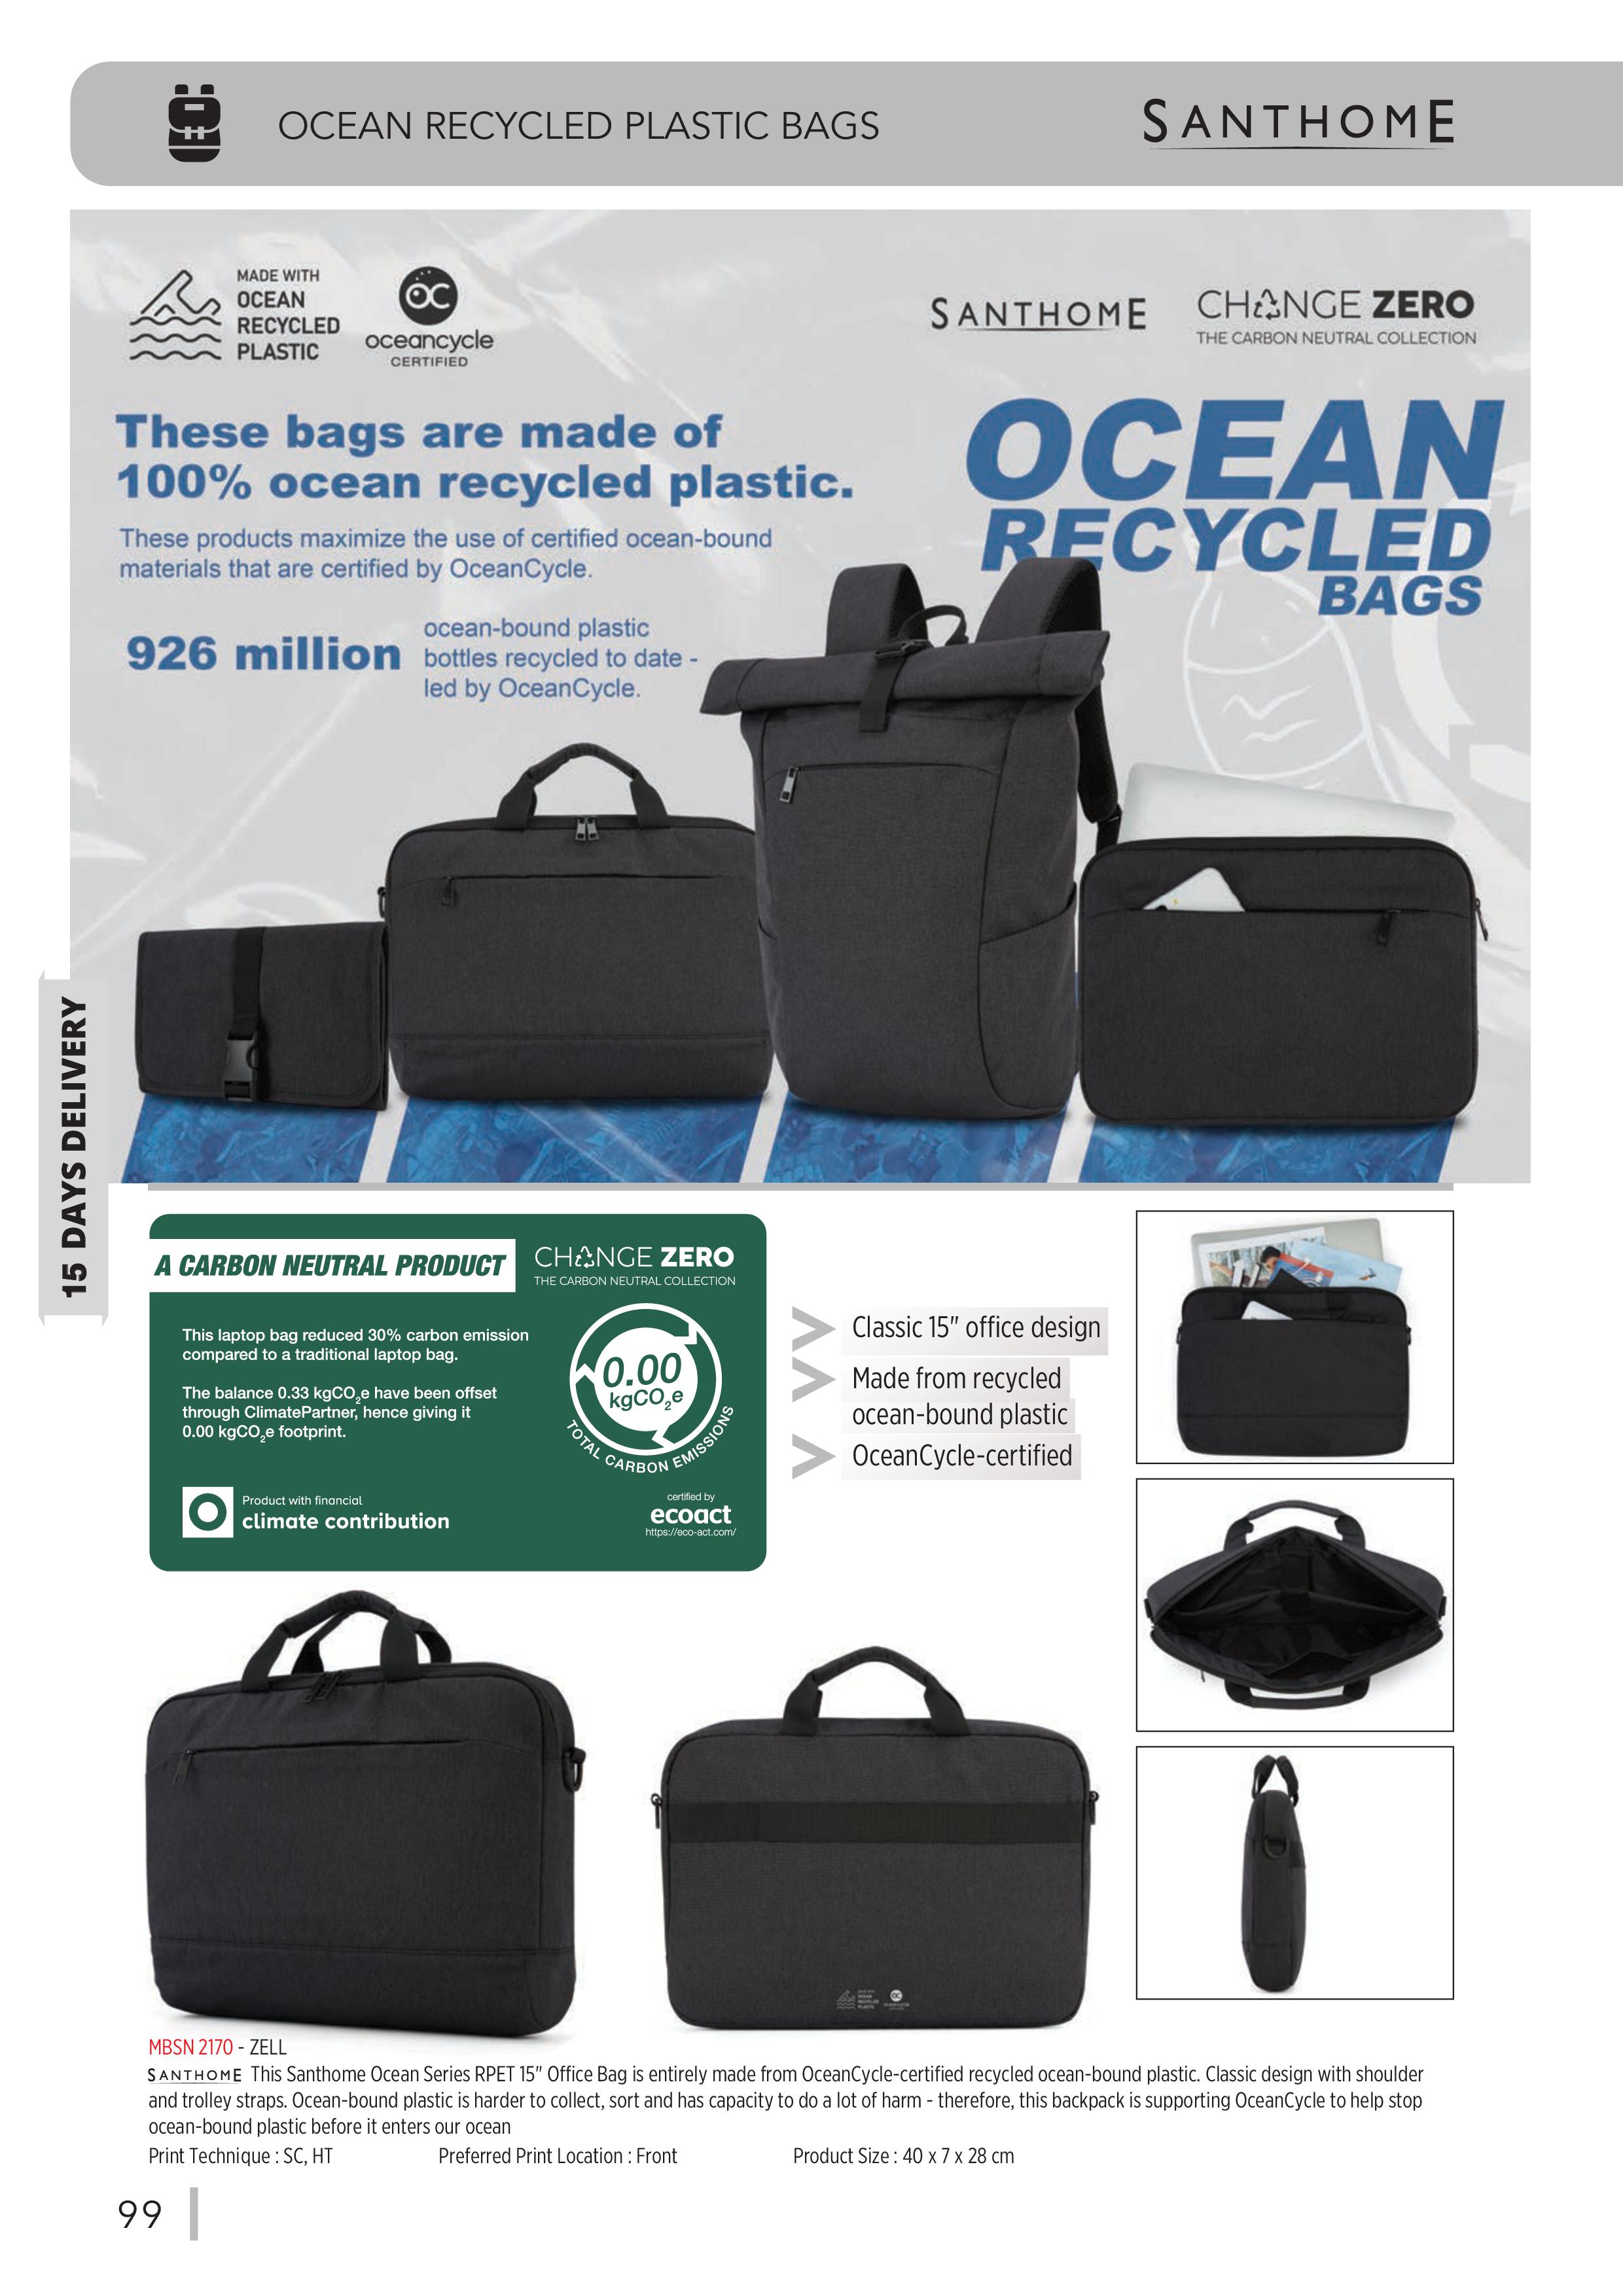 OCEAN RECYCLED PLASTIC BAGS
SANTHOME
MADE WITH
OCEAN
RECYCLED
PLASTIC
oc
oceancycle
CERTIFIED
SANTHOME
CHANGE ZERO
THE CARBON NEUTRAL COLLECTION
These bags are made of
100% ocean recycled plastic.
These products maximize the use of certified ocean-bound
materials that are certified by OceanCycle.
926 million
ocean-bound plastic
bottles recycled to date -
led by OceanCycle.
OCEAN
RECYCLED
BAGS
15 DAYS DELIVERY
A CARBON NEUTRAL PRODUCT
CHANGE ZERO
THE CARBON NEUTRAL COLLECTION
This laptop bag reduced 30% carbon emission
compared to a traditional laptop bag.
The balance 0.33 kgCO₂e have been offset
through ClimatePartner, hence giving it
0.00 kgCO₂e footprint.
0.00
kgCO₂e
TOTAL CARBON EMISSIONS
Product with financial
climate contribution
certified by
ecoact
https://eco-act.com/
Classic 15" office design
Made from recycled
ocean-bound plastic
OceanCycle-certified
MBSN 2170 - ZELL
SANTHOME This Santhome Ocean Series RPET 15" Office Bag is entirely made from OceanCycle-certified recycled ocean-bound plastic. Classic design with shoulder
and trolley straps. Ocean-bound plastic is harder to collect, sort and has capacity to do a lot of harm - therefore, this backpack is supporting OceanCycle to help stop
ocean-bound plastic before it enters our ocean
Print Technique : SC, HT
Preferred Print Location : Front
Product Size : 40 x 7 x 28 cm
99